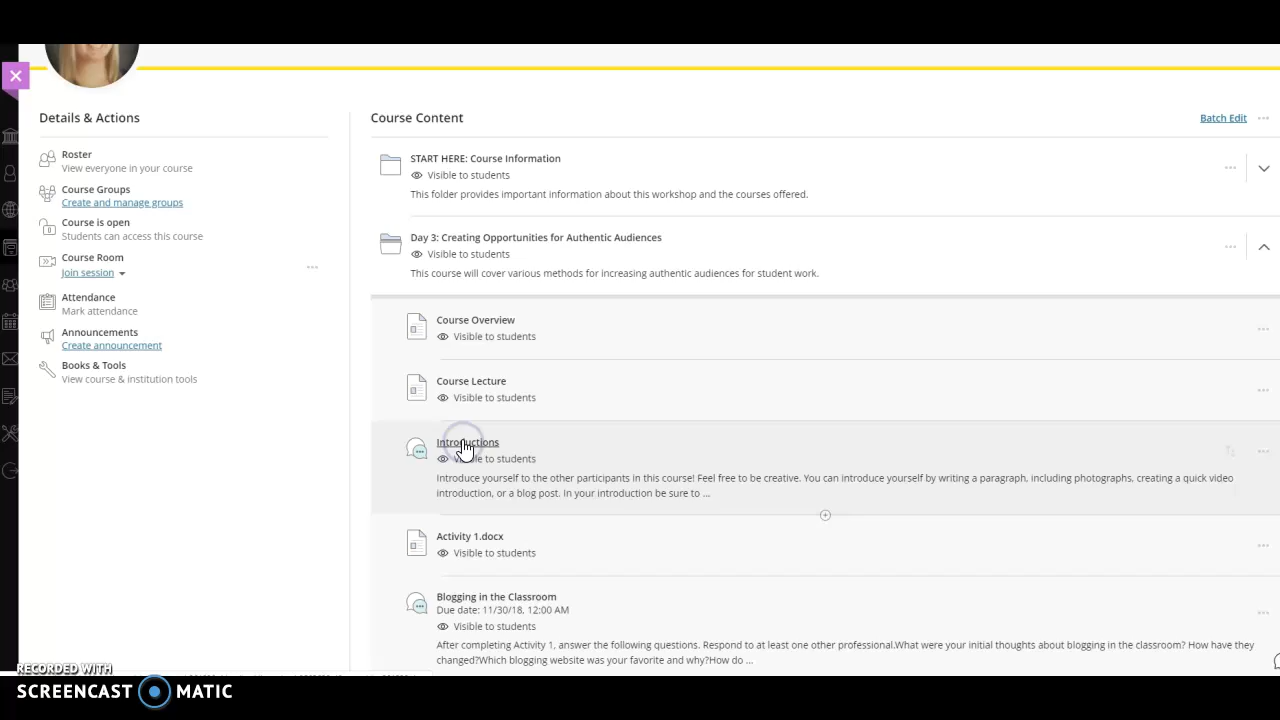 Details & Actions
Roster
View everyone in your course
Course Groups
Create and manage groups
Course is open
Students can access this course
Course Room
Join session
Attendance
Mark attendance
Announcements
Create announcement
Books & Tools
View course & institution tools
Course Content
Batch Edit
START HERE: Course Information
Visible to students
This folder provides important information about this workshop and the courses offered.
Day 3: Creating Opportunities for Authentic Audiences
Visible to students
This course will cover various methods for increasing authentic audiences for student work.
Course Overview
Visible to students
Course Lecture
Visible to students
Introductions
Visible to students
Introduce yourself to the other participants in this course! Feel free to be creative. You can introduce yourself by writing a paragraph, including photographs, creating a quick video
introduction, or a blog post. In your introduction be sure to ...
Activity 1.docx
Visible to students
Blogging in the Classroom
Due date: 11/30/18, 12:00 AM
Visible to students
After completing Activity 1, answer the following questions. Respond to at least one other professional.What were your initial thoughts about blogging in the classroom? How have they
changed?Which blogging website was your favorite and why?How do ...
RECORDED WITH
SCREENCAST MATIC